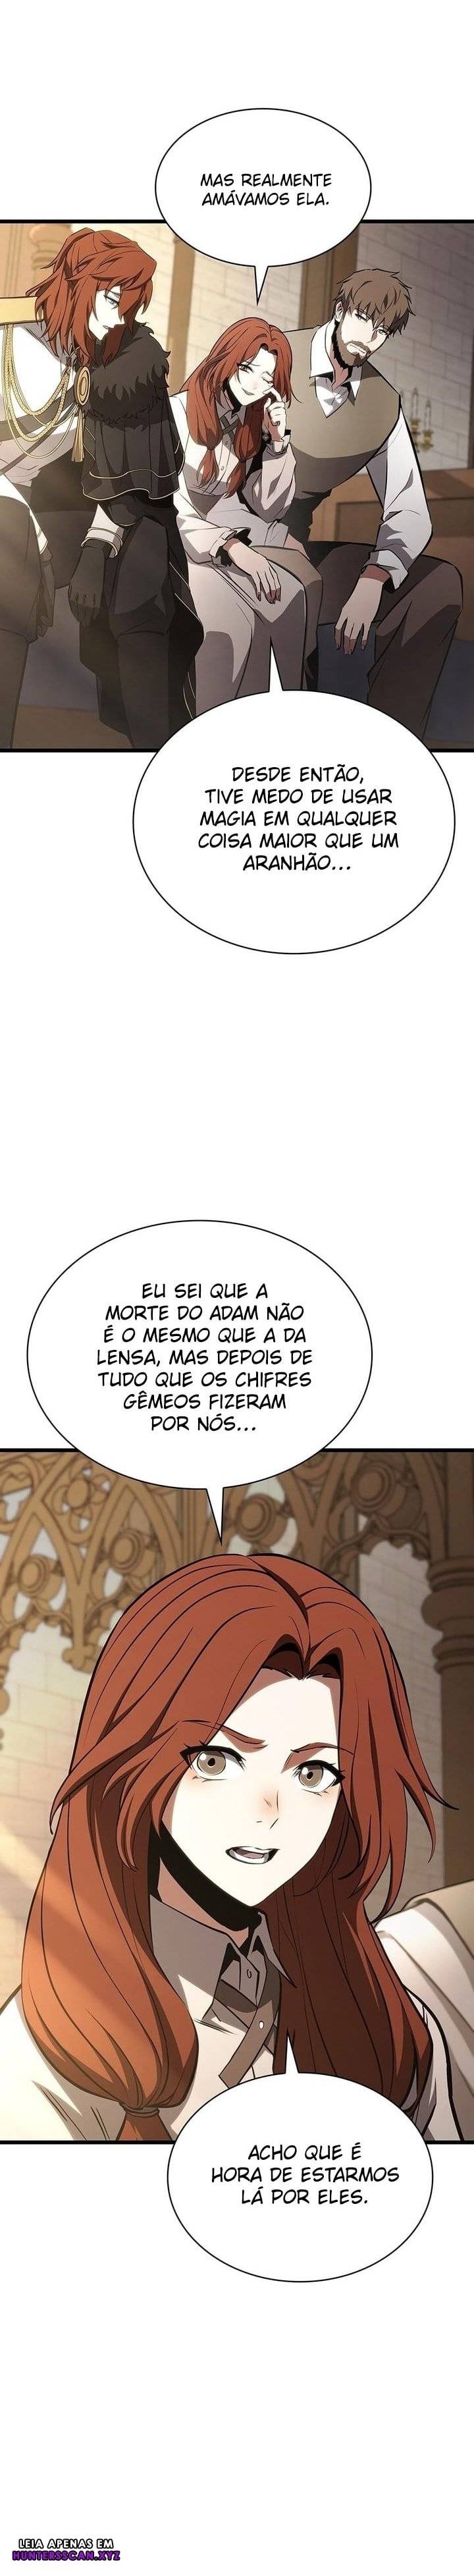 MAS REALMENTE
AMÁVAMOS ELA.
DESDE ENTÃO,
TIVE MEDO DE USAR
MAGIA EM QUALQUER
COISA MAIOR QUE UM
ARANHÃO...
EU SEI QUE A
MORTE DO ADAM NÃO
É O MESMO QUE A DA
LENSA, MAS DEPOIS DE
TUDO QUE OS CHIFRES
GÊMEOS FIZERAM
POR NÓS...
ACHO QUE É
HORA DE ESTARMOS
LÁ POR ELES.
LEIA APENAS EM
HUNTERSSCAN.XYZ